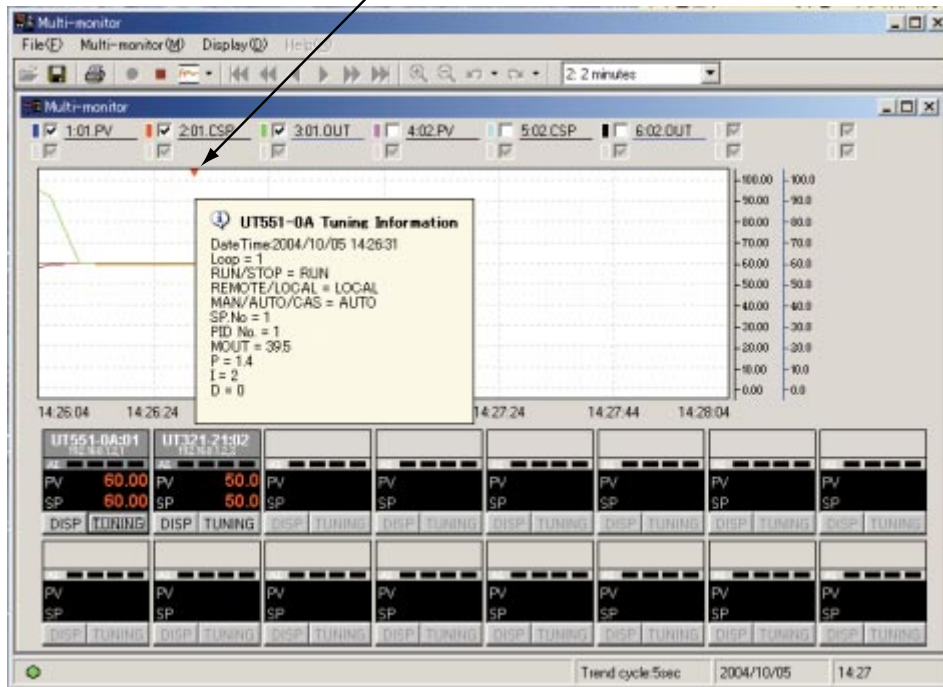 Multi-monitor
File(F) Multi-monitor(M) Display(D) Help(H)
2: 2 minutes
Multi-monitor
1:01.PV 2:01.CSP 3:01.OUT 4:02.PV 5:02.CSP 6:02.OUT
100.00 100.0
90.00 90.0
80.00 80.0
70.00 70.0
60.00 60.0
50.00 50.0
40.00 40.0
30.00 30.0
20.00 20.0
10.00 10.0
0.00 0.0
UT551-0A Tuning Information
DateTime:2004/10/05 14:26:31
Loop = 1
RUN/STOP = RUN
REMOTE/LOCAL = LOCAL
MAN/AUTO/CAS = AUTO
SP.No = 1
PID No. = 1
MOUT = 39.5
P = 1.4
I = 2
D = 0
14:26:04 14:26:24 14:27:24 14:27:44 14:28:04
UT551-0A:01 UT321-21:02
PV 60.00 PV 50.0 PV PV PV PV PV PV
SP 60.00 SP 50.0 SP SP SP SP SP SP
DISP TUNING DISP TUNING DISP TUNING DISP TUNING DISP TUNING DISP TUNING DISP TUNING DISP TUNING
PV PV PV PV PV PV PV PV
SP SP SP SP SP SP SP SP
DISP TUNING DISP TUNING DISP TUNING DISP TUNING DISP TUNING DISP TUNING DISP TUNING DISP TUNING
Trend cycle:5sec 2004/10/05 14:27